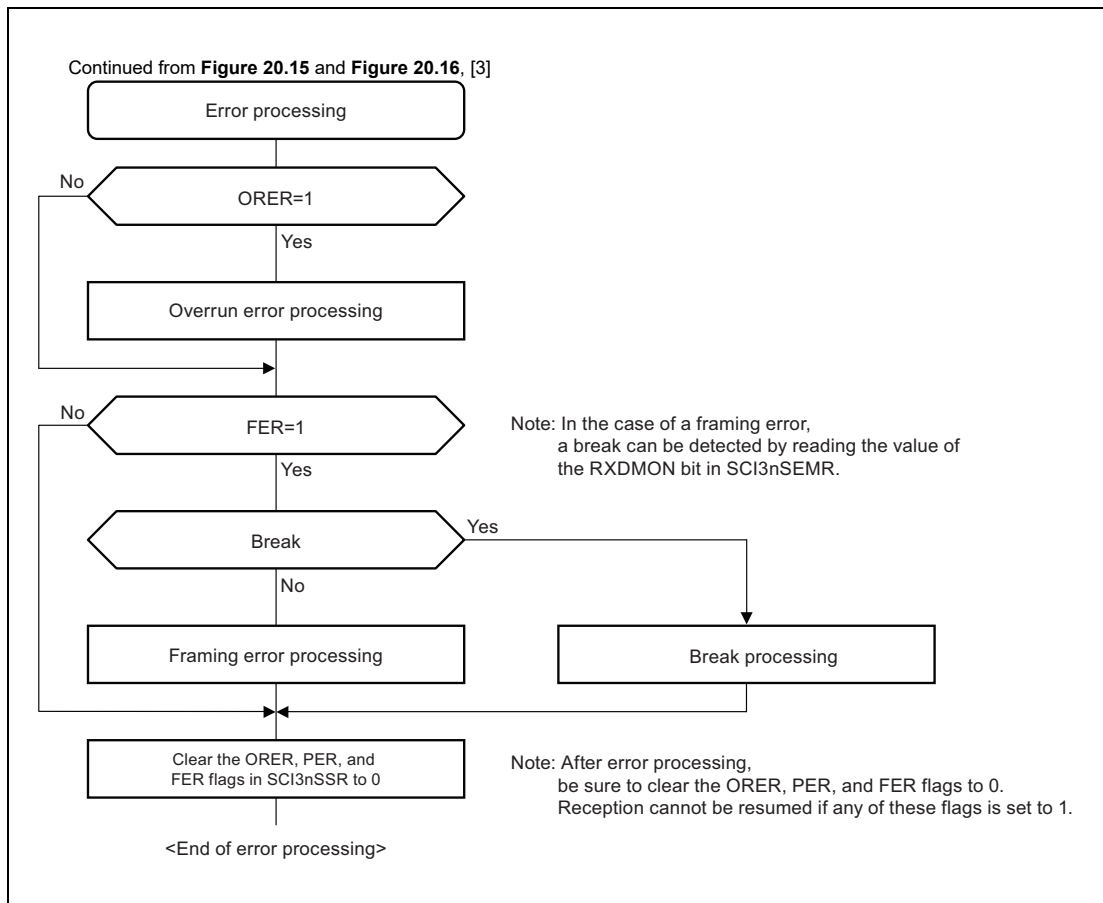 Continued from Figure 20.15 and Figure 20.16, [3]
Error processing
No
ORER=1
Yes
Overrun error processing
No
FER=1
Yes
Note: In the case of a framing error,
a break can be detected by reading the value of
the RXDMON bit in SCI3nSEMR.
Break
Yes
No
Framing error processing
Break processing
Clear the ORER, PER, and
FER flags in SCI3nSSR to 0
Note: After error processing,
be sure to clear the ORER, PER, and FER flags to 0.
Reception cannot be resumed if any of these flags is set to 1.
<End of error processing>